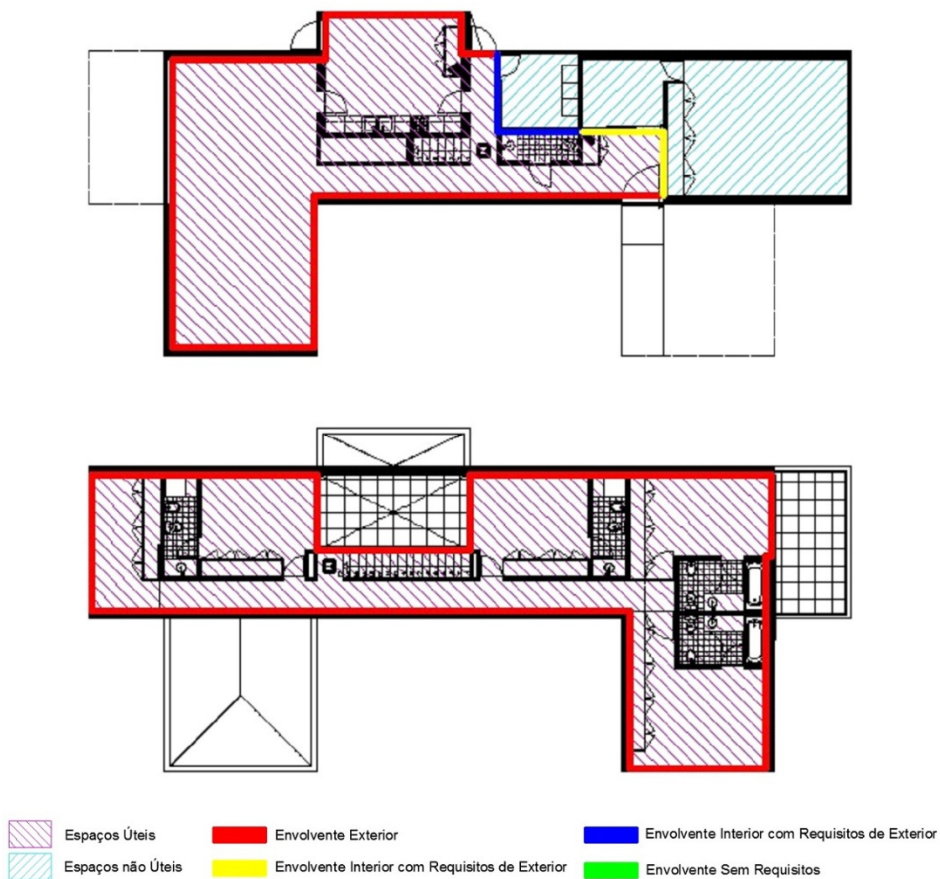 Espaços Úteis
Envolvente Exterior
Envolvente Interior com Requisitos de Exterior
Espaços não Úteis
Envolvente Interior com Requisitos de Exterior
Envolvente Sem Requisitos